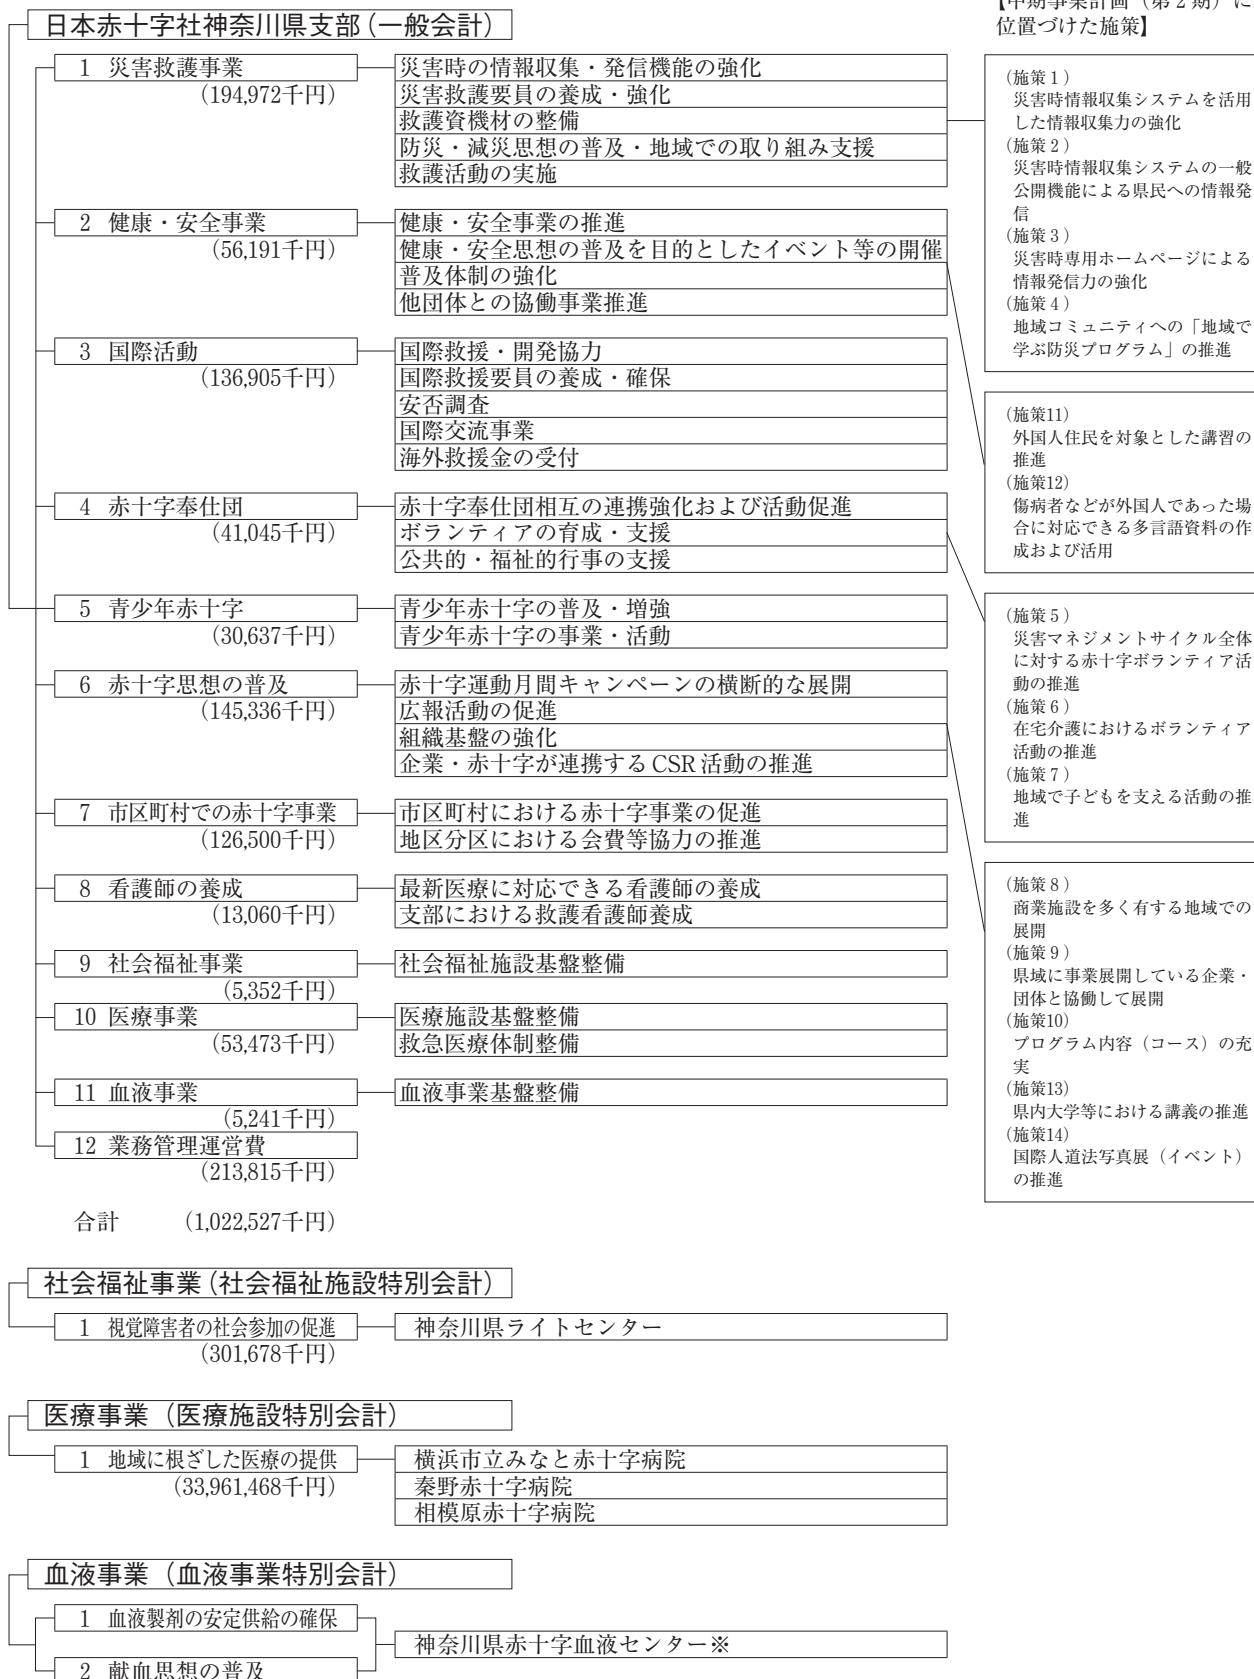 【中期事業計画（第２期）に
位置づけた施策】
日本赤十字社神奈川県支部（一般会計）
1 災害救護事業
（194,972千円）
災害時の情報収集・発信機能の強化
災害救護要員の養成・強化
救護資機材の整備
防災・減災思想の普及・地域での取り組み支援
救護活動の実施
2 健康・安全事業
（56,191千円）
健康・安全事業の推進
健康・安全思想の普及を目的としたイベント等の開催
普及体制の強化
他団体との協働事業推進
3 国際活動
（136,905千円）
国際救援・開発協力
国際救援要員の養成・確保
安否調査
国際交流事業
海外救援金の受付
4 赤十字奉仕団
（41,045千円）
赤十字奉仕団相互の連携強化および活動促進
ボランティアの育成・支援
公共的・福祉的行事の支援
5 青少年赤十字
（30,637千円）
青少年赤十字の普及・増強
青少年赤十字の事業・活動
6 赤十字思想の普及
（145,336千円）
赤十字運動月間キャンペーンの横断的な展開
広報活動の促進
組織基盤の強化
企業・赤十字が連携するCSR活動の推進
7 市区町村での赤十字事業
（126,500千円）
市区町村における赤十字事業の促進
地区分区における会費等協力の推進
8 看護師の養成
（13,060千円）
最新医療に対応できる看護師の養成
支部における救護看護師養成
9 社会福祉事業
（5,352千円）
社会福祉施設基盤整備
10 医療事業
（53,473千円）
医療施設基盤整備
救急医療体制整備
11 血液事業
（5,241千円）
血液事業基盤整備
12 業務管理運営費
（213,815千円）
合計 （1,022,527千円）
（施策１）
災害時情報収集システムを活用
した情報収集力の強化
（施策２）
災害時情報収集システムの一般
公開機能による県民への情報発
信
（施策３）
災害時専用ホームページによる
情報発信力の強化
（施策４）
地域コミュニティへの「地域で
学ぶ防災プログラム」の推進
（施策11）
外国人住民を対象とした講習の
推進
（施策12）
傷病者などが外国人であった場
合に対応できる多言語資料の作
成および活用
（施策５）
災害マネジメントサイクル全体
に対する赤十字ボランティア活
動の推進
（施策６）
在宅介護におけるボランティア
活動の推進
（施策７）
地域で子どもを支える活動の推
進
（施策８）
商業施設を多く有する地域での
展開
（施策９）
県域に事業展開している企業・
団体と協働して展開
（施策10）
プログラム内容（コース）の充
実
（施策13）
県内大学等における講義の推進
（施策14）
国際人道法写真展（イベント）
の推進
社会福祉事業（社会福祉施設特別会計）
1 視覚障害者の社会参加の促進
（301,678千円）
神奈川県ライトセンター
医療事業（医療施設特別会計）
1 地域に根ざした医療の提供
（33,961,468千円）
横浜市立みなと赤十字病院
秦野赤十字病院
相模原赤十字病院
血液事業（血液事業特別会計）
1 血液製剤の安定供給の確保
2 献血思想の普及
神奈川県赤十字血液センター※